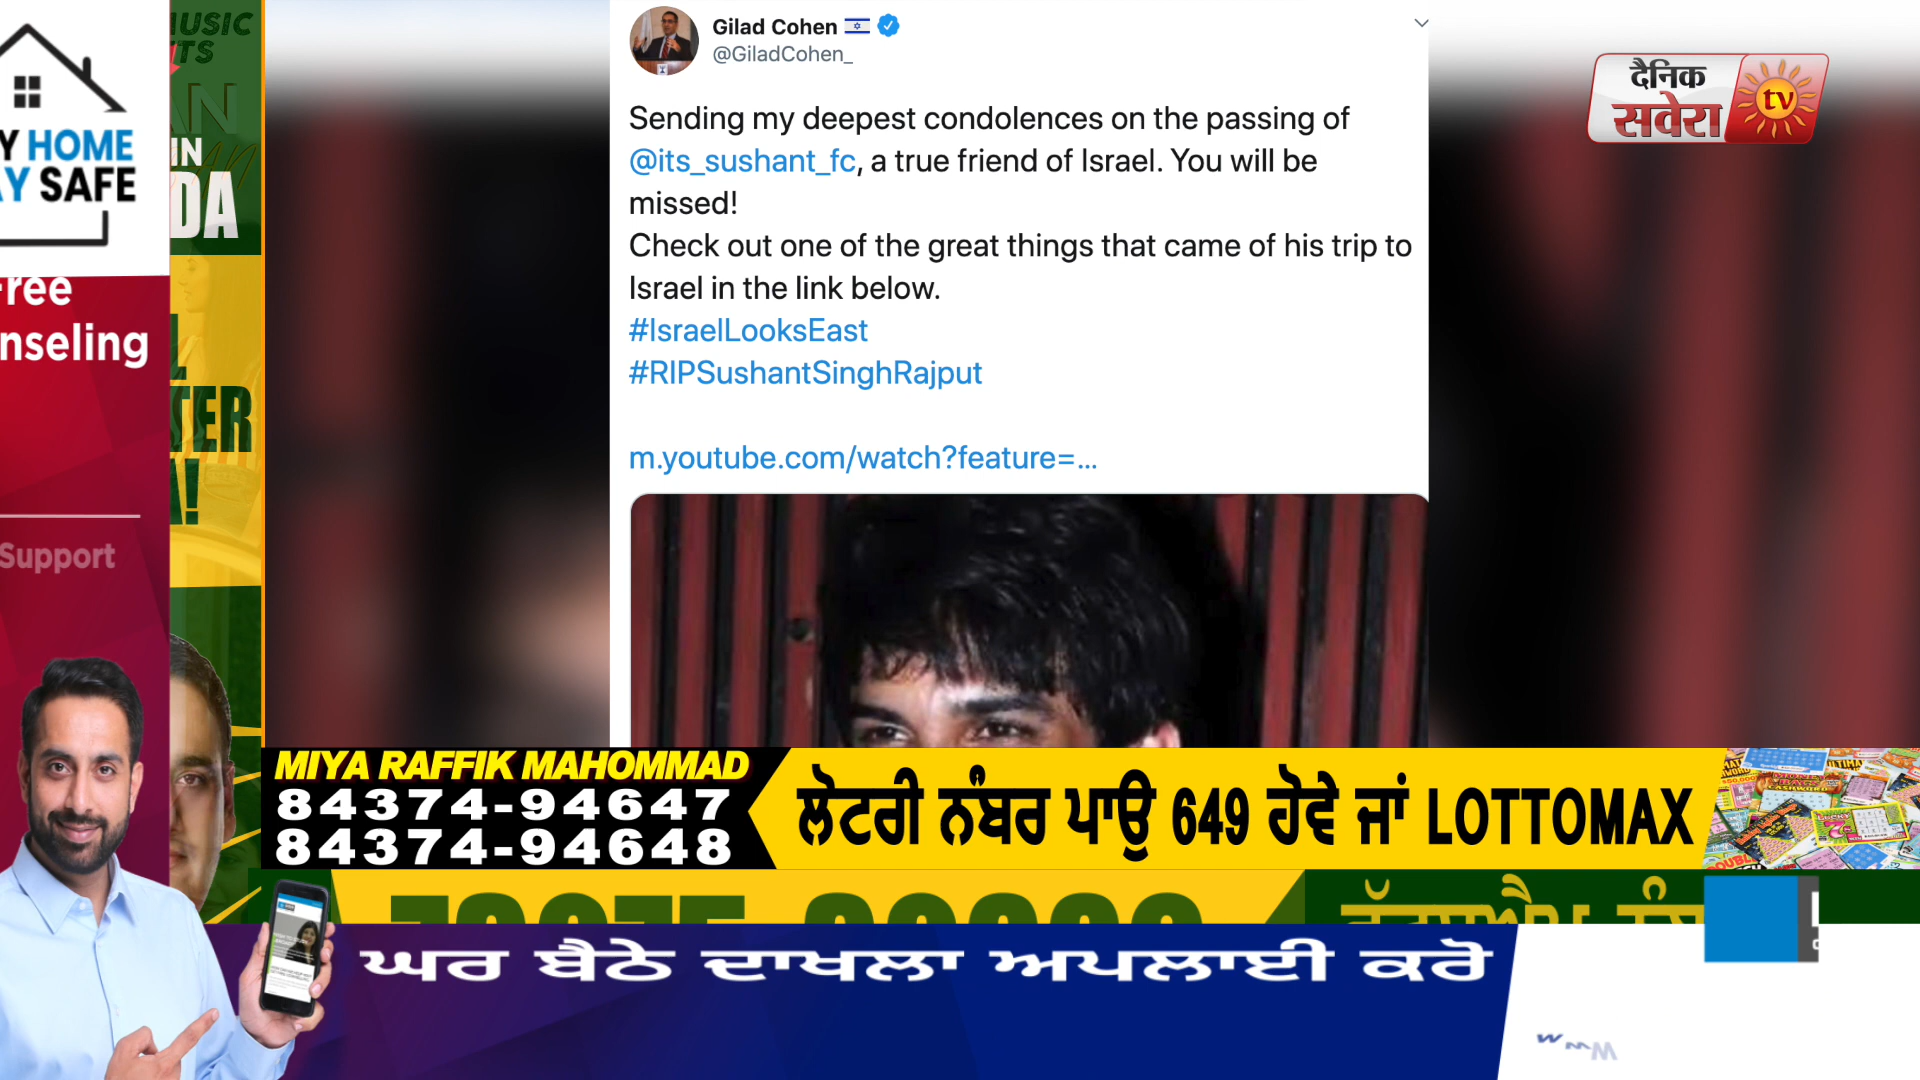 Gilad Cohen
@GiladCohen_
Sending my deepest condolences on the passing of
@its_sushant_fc, a true friend of Israel. You will be
missed!
Check out one of the great things that came of his trip to
Israel in the link below.
#IsraelLooksEast
#RIPSushantSinghRajput
m.youtube.com/watch?feature=...
दैनिक
सवेरा
tv
HOME
SAFE
Support
MIYA RAFFIK MAHOMMAD
84374-94647
84374-94648
ਲੋਟਰੀ ਨੰਬਰ ਪਾਉ 649 ਹੋਵੇ ਜਾਂ LOTTOMAX
ਘਰ ਬੈਠੇ ਦਾਖਲਾ ਅਪਲਾਈ ਕਰੋ